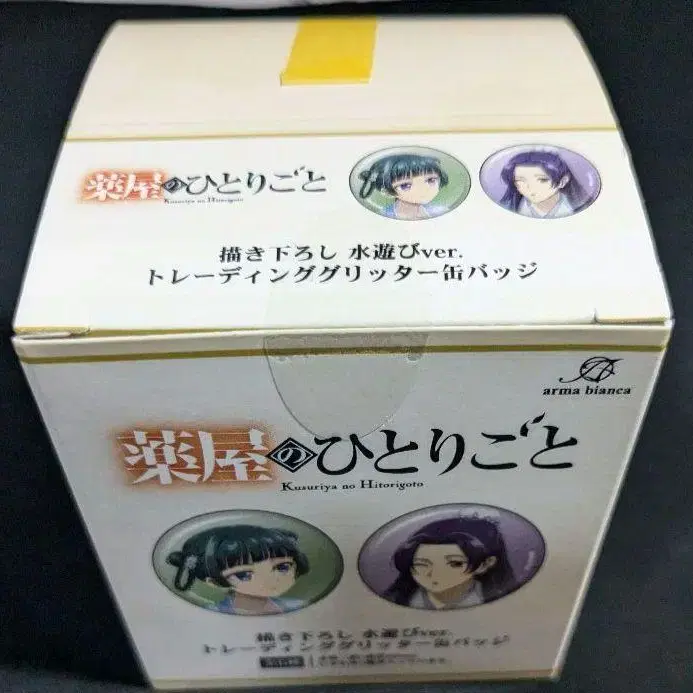 薬屋のひとりごと
Kusuriya no Hitorigoto
描き下ろし 水遊びver.
トレーディンググリッター缶バッジ
arma bianca
薬屋のひとりごと
Kusuriya no Hitorigoto
描き下ろし 水遊びver.
トレーディンググリッター缶バッジ